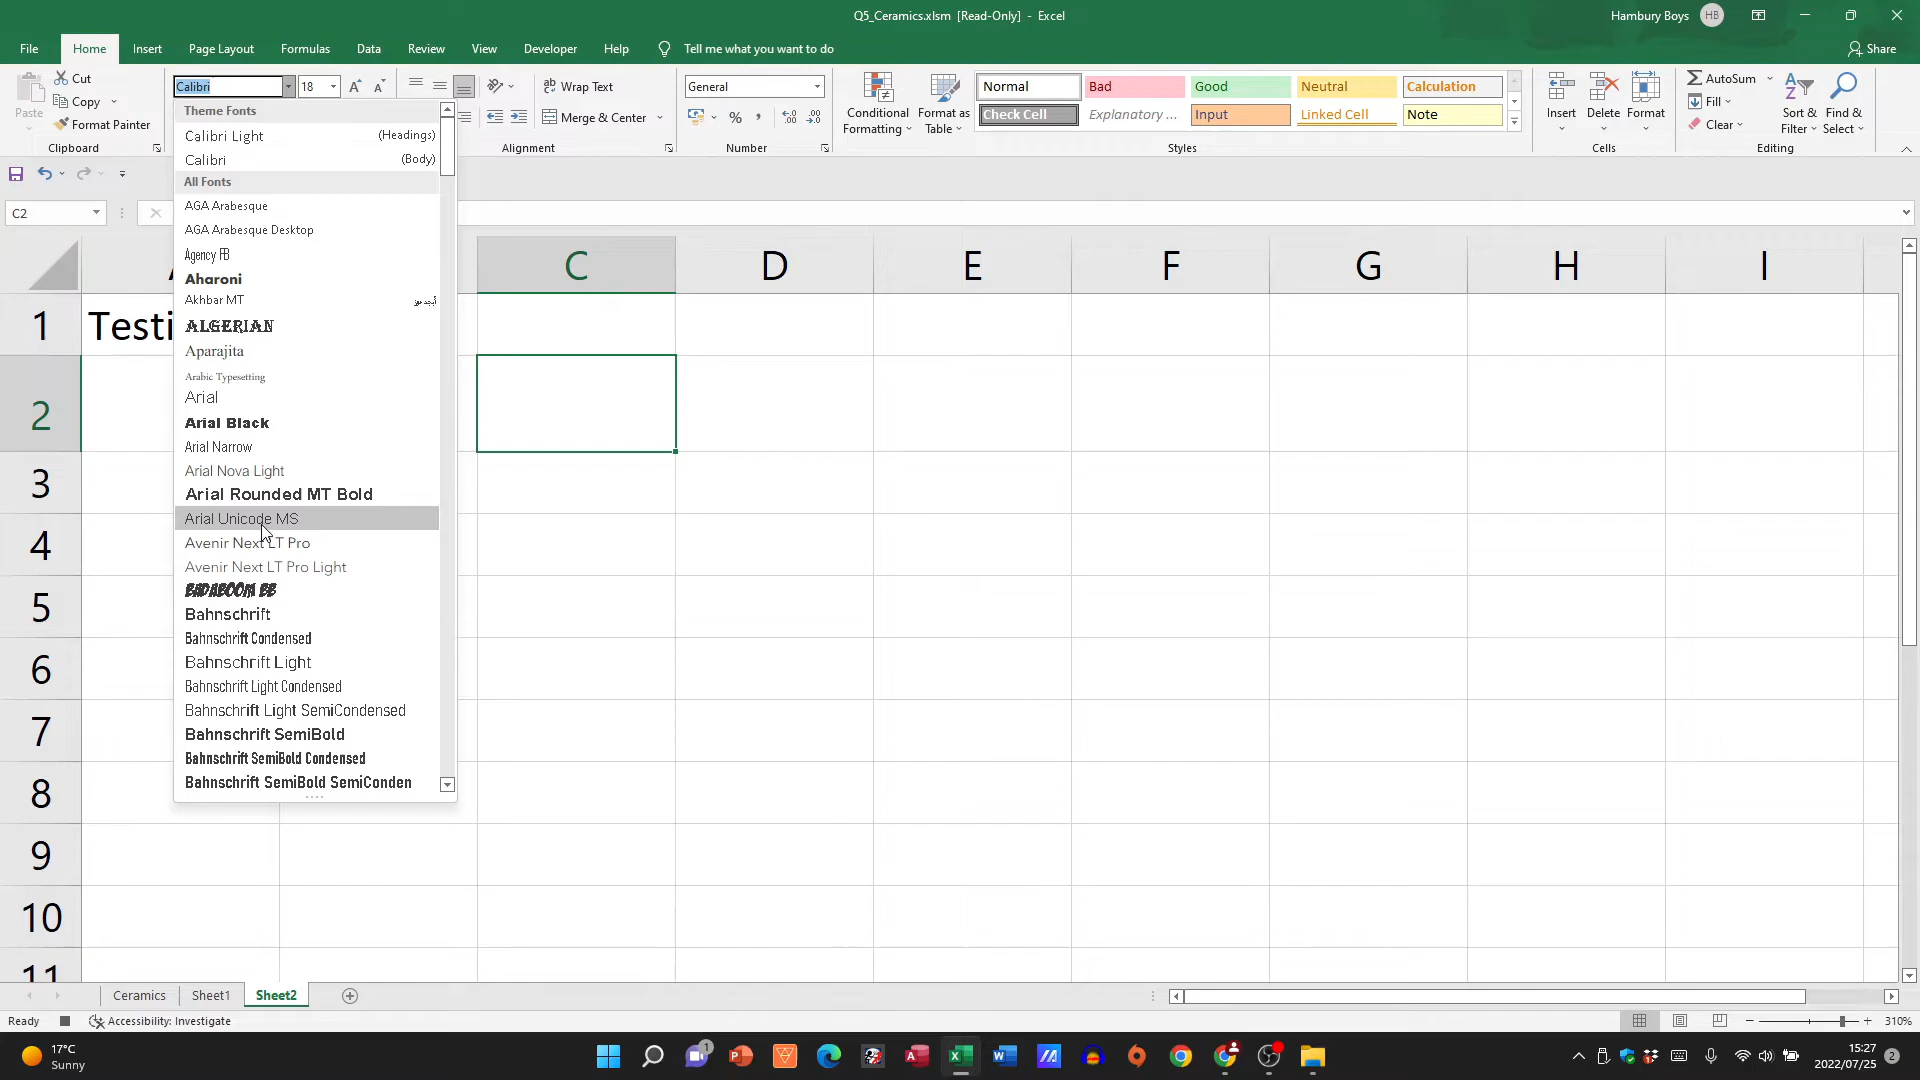 Q5_Ceramics.xlsm  [Read-Only]  -  Excel
Hambury Boys HB
File Home Insert Page Layout Formulas Data Review View Developer Help Tell me what you want to do Share
Paste Cut Copy Format Painter
Clipboard
Calibri 18
Wrap Text
Merge & Center
Alignment
General
% ,
Number
Conditional Formatting
Format as Table
Normal Bad Good Neutral Calculation
Check Cell Explanatory ... Input Linked Cell Note
Styles
Insert Delete Format
Cells
AutoSum
Fill
Clear
Sort & Filter
Find & Select
Editing
C2
Theme Fonts
Calibri Light (Headings)
Calibri (Body)
All Fonts
AGA Arabesque
AGA Arabesque Desktop
Agency FB
Aharoni
Akhbar MT أبجد هوز
ALGERIAN
Aparajita
Arabic Typesetting
Arial
Arial Black
Arial Narrow
Arial Nova Light
Arial Rounded MT Bold
Arial Unicode MS
Avenir Next LT Pro
Avenir Next LT Pro Light
BADABOOM BB
Bahnschrift
Bahnschrift Condensed
Bahnschrift Light
Bahnschrift Light Condensed
Bahnschrift Light SemiCondensed
Bahnschrift SemiBold
Bahnschrift SemiBold Condensed
Bahnschrift SemiBold SemiConden
C D E F G H I
1 Testi
2
3
4
5
6
7
8
9
10
11
Ceramics Sheet1 Sheet2
Ready Accessibility: Investigate 310%
17°C
Sunny
1
15:27
2022/07/25
2